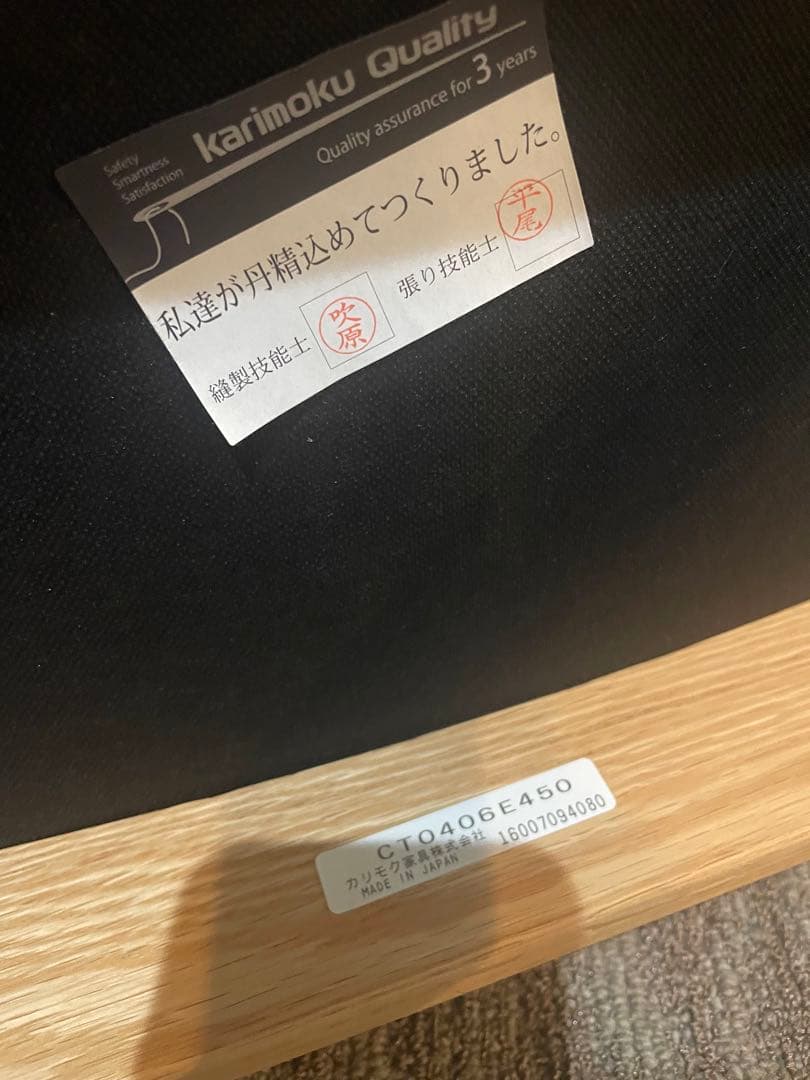 karimoku Quality
Safety
Smartness
Satisfaction
Quality assurance for 3 years
私達が丹精込めてつくりました。
縫製技能士 吹原 張り技能士 平尾
CT0406E450
カリモク家具株式会社 16007094080
MADE IN JAPAN